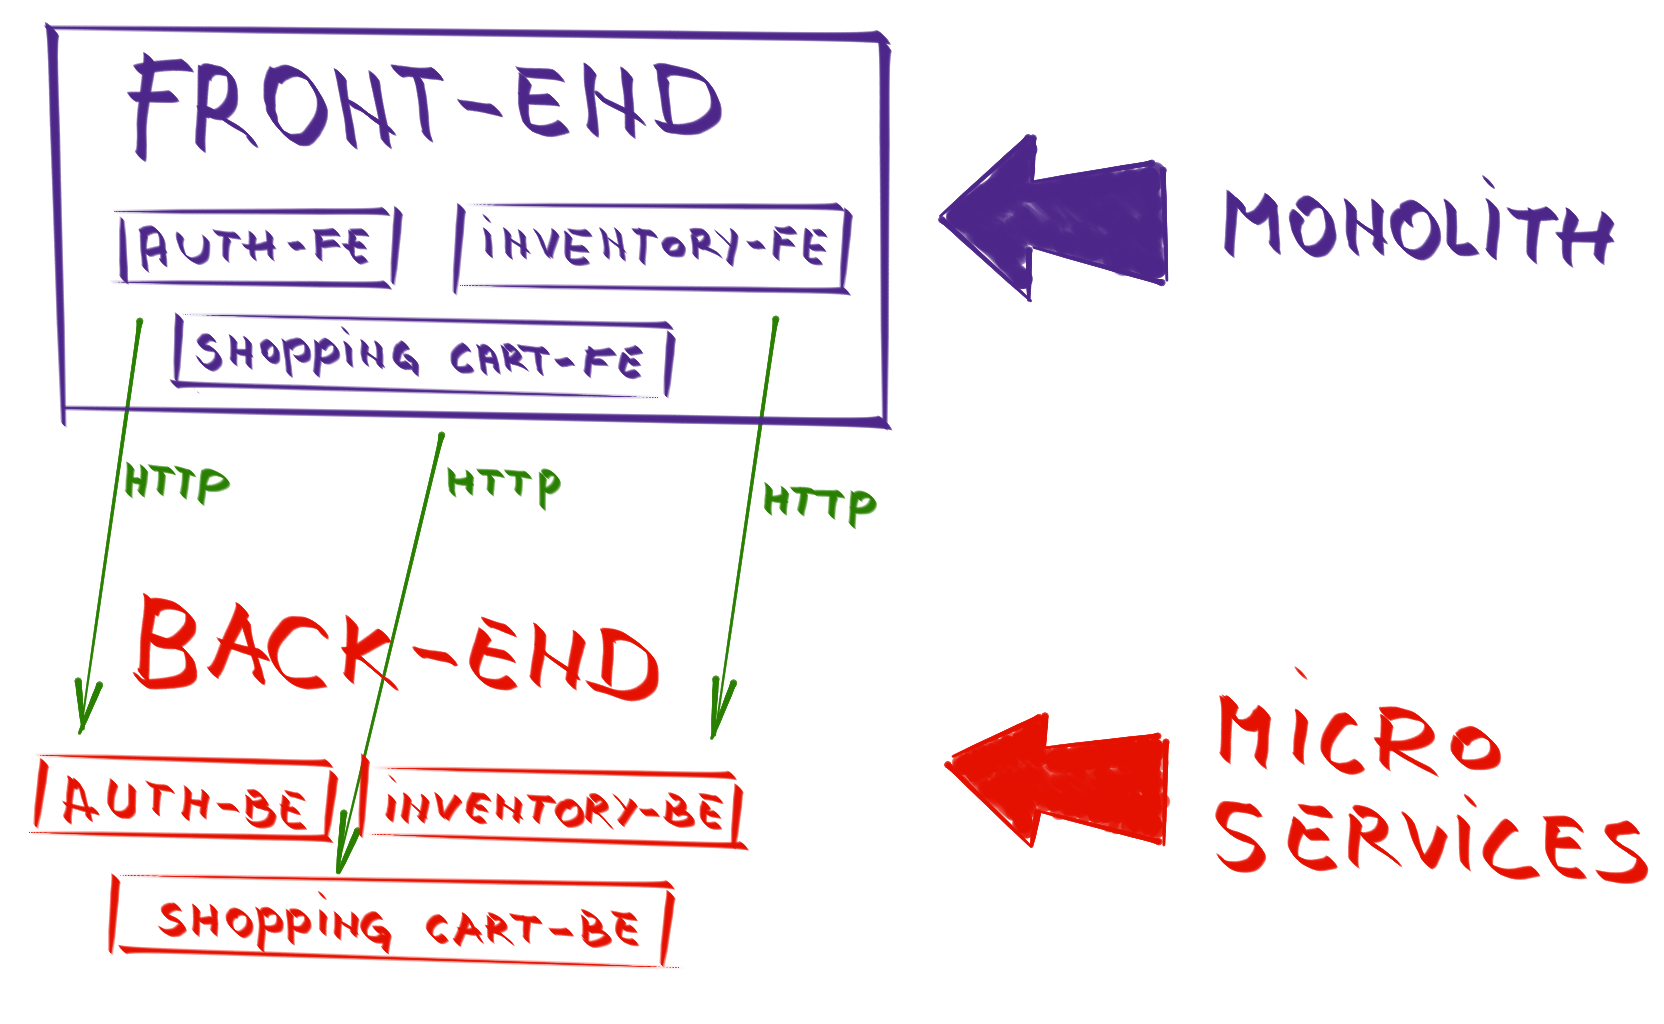 FRONT-END
MONOLITH
AUTH-FE
INVENTORY-FE
SHOPPING CART-FE
HTTP
HTTP
HTTP
BACK-END
MICRO
SERVICES
AUTH-BE
INVENTORY-BE
SHOPPING CART-BE